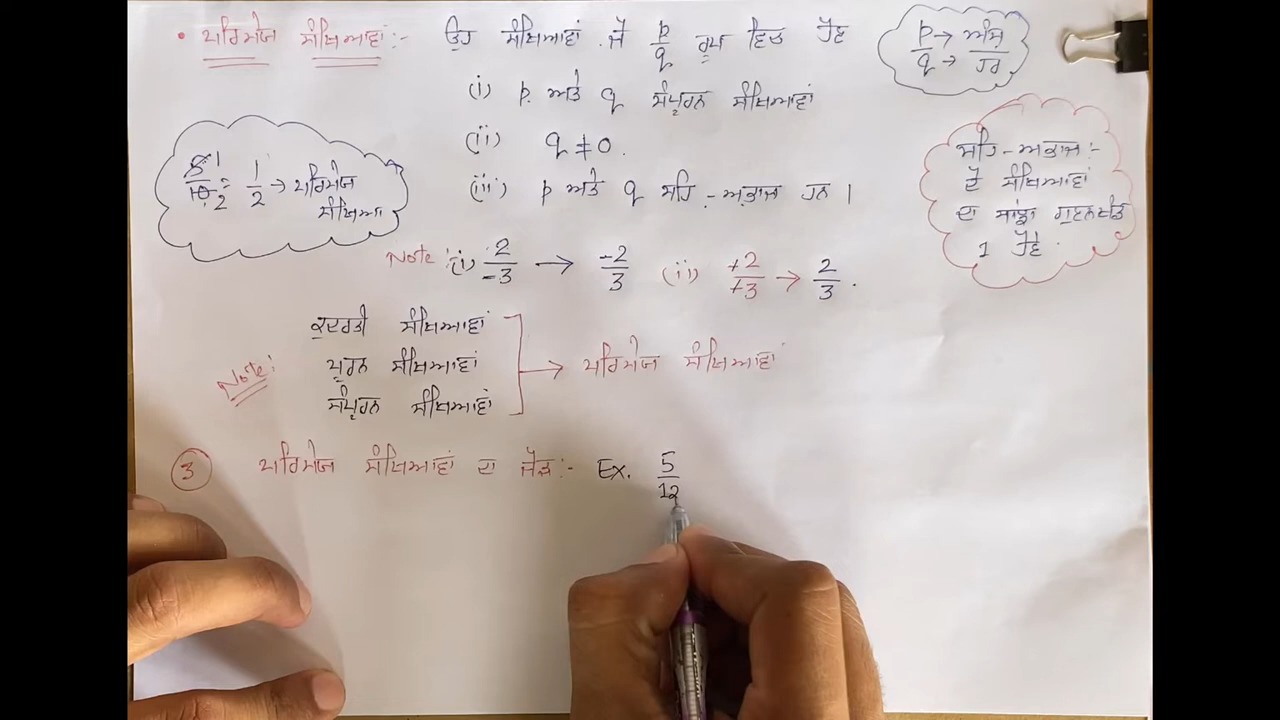 • ਪਰਿਮੇਯ ਸੰਖਿਆਵਾਂ :- ਉਹ ਸੰਖਿਆਵਾਂ ਜੋ p/q ਰੂਪ ਵਿਚ ਹੋਣ
p → ਅੰਸ਼
q → ਹਰ
(i) p ਅਤੇ q ਸੰਪੂਰਨ ਸੰਖਿਆਵਾਂ
(ii) q ≠ 0.
(iii) p ਅਤੇ q ਸਹਿ-ਅਭਾਜ ਹਨ ।
5/10 = 1/2 → ਪਰਿਮੇਯ
ਸੰਖਿਆ
ਸਹਿ-ਅਭਾਜ :-
ਦੋ ਸੰਖਿਆਵਾਂ
ਦਾ ਸਾਂਝਾ ਗੁਣਨਖੰਡ
1 ਹੋਵੇ
Note : (i) 2/-3 → -2/3 (ii) +2/+3 → 2/3 .
ਕੁਦਰਤੀ ਸੰਖਿਆਵਾਂ
Note: ਪੂਰਨ ਸੰਖਿਆਵਾਂ → ਪਰਿਮੇਯ ਸੰਖਿਆਵਾਂ
ਸੰਪੂਰਨ ਸੰਖਿਆਵਾਂ
3 ਪਰਿਮੇਯ ਸੰਖਿਆਵਾਂ ਦਾ ਜੋੜ :- Ex. 5/12